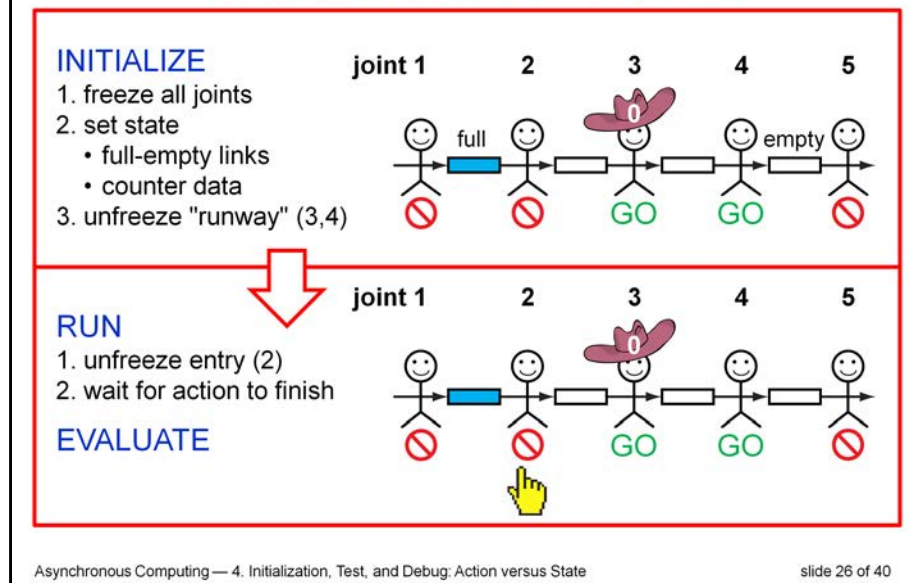 INITIALIZE
1. freeze all joints
2. set state
• full-empty links
• counter data
3. unfreeze "runway" (3,4)
joint 1 2 3 4 5
0
full empty
GO GO
RUN
1. unfreeze entry (2)
2. wait for action to finish
EVALUATE
joint 1 2 3 4 5
0
GO GO
Asynchronous Computing — 4. Initialization, Test, and Debug: Action versus State slide 26 of 40